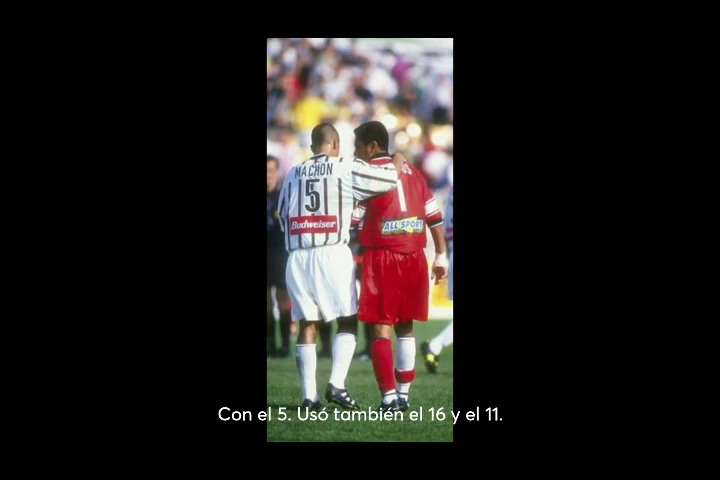 MACHON
5
Budweiser
1
ALL SPORT
Con el 5. Usó también el 16 y el 11.